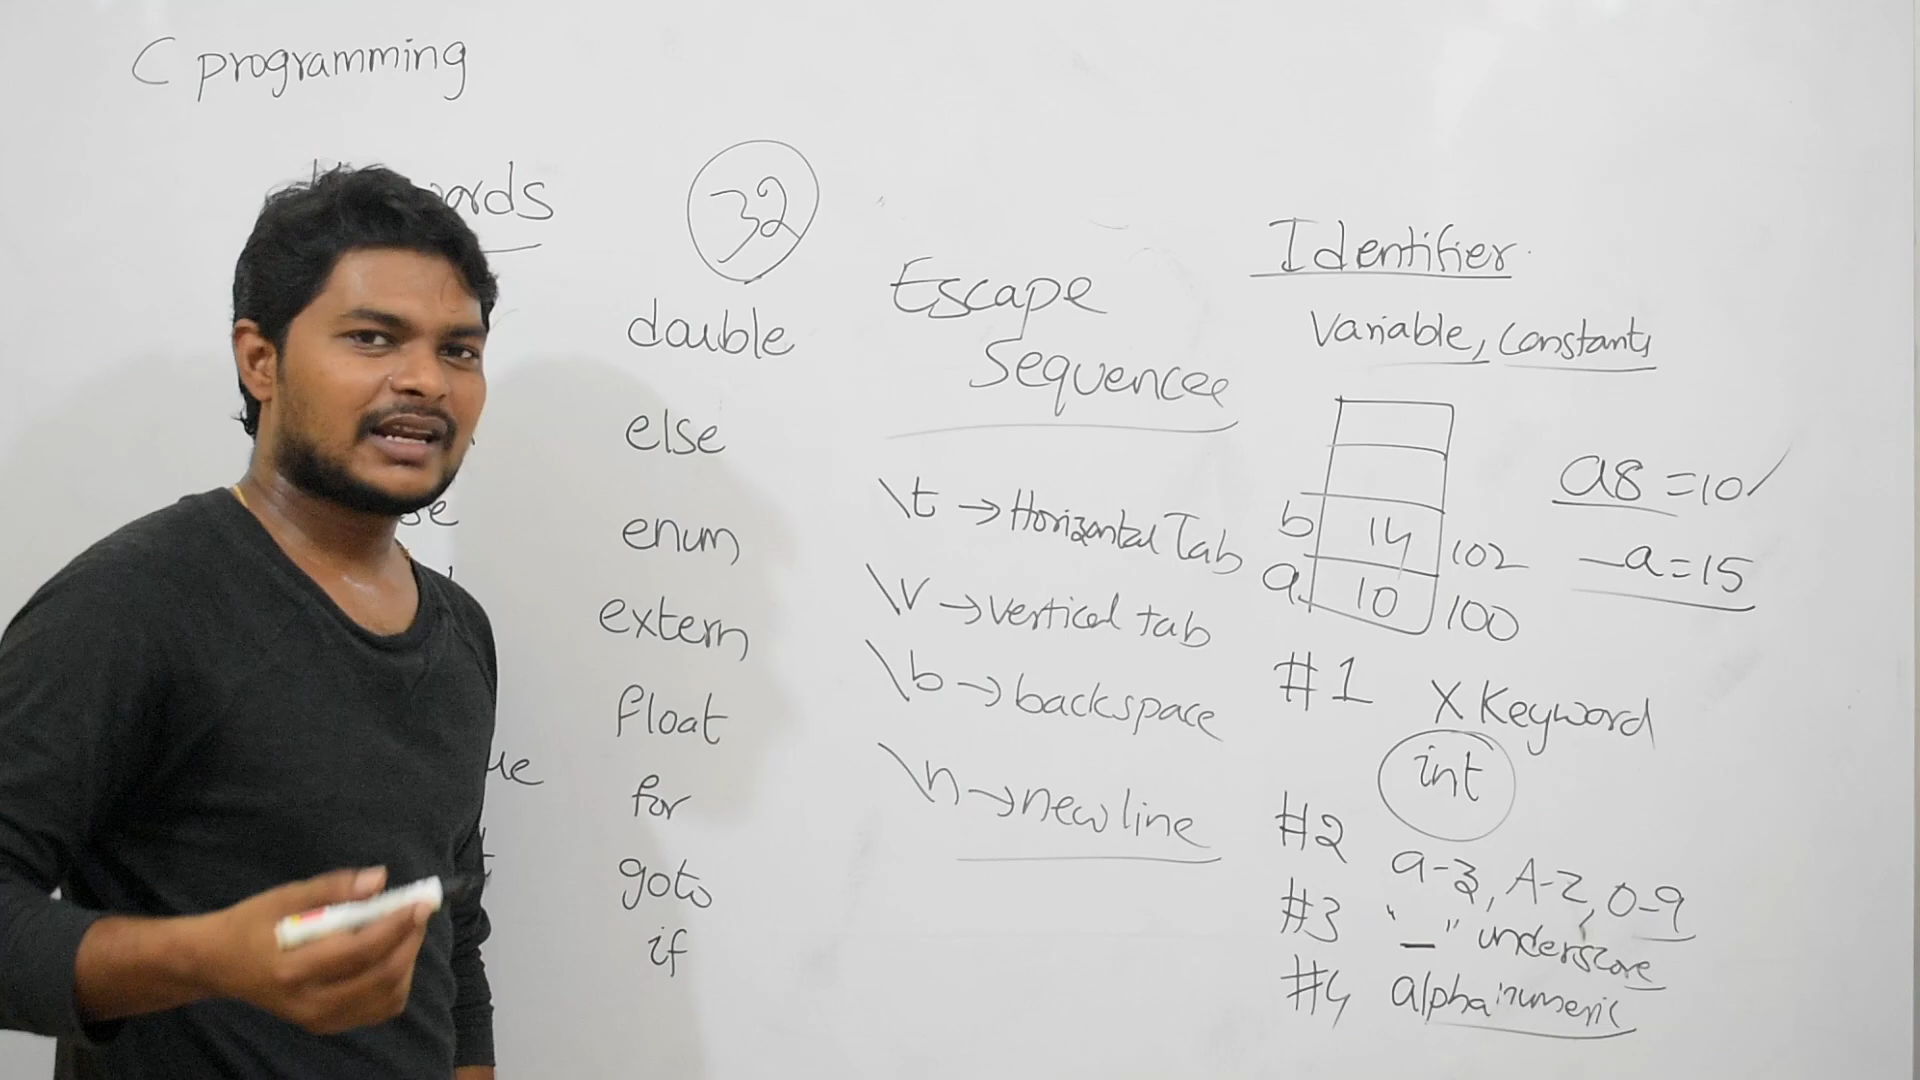 C programming
32
double
else
enum
extern
float
for
goto
if
Escape
Sequence
\t → Horizontal Tab
\v → vertical tab
\b → backspace
\n → new line
Identifier
Variable, constants
b 14 102
a 10 100
a8 = 10 ✓
_a = 15
#1 X Keyword
int
#2 a-z, A-Z, 0-9
#3 "_" underscore
#4 alphanumeric